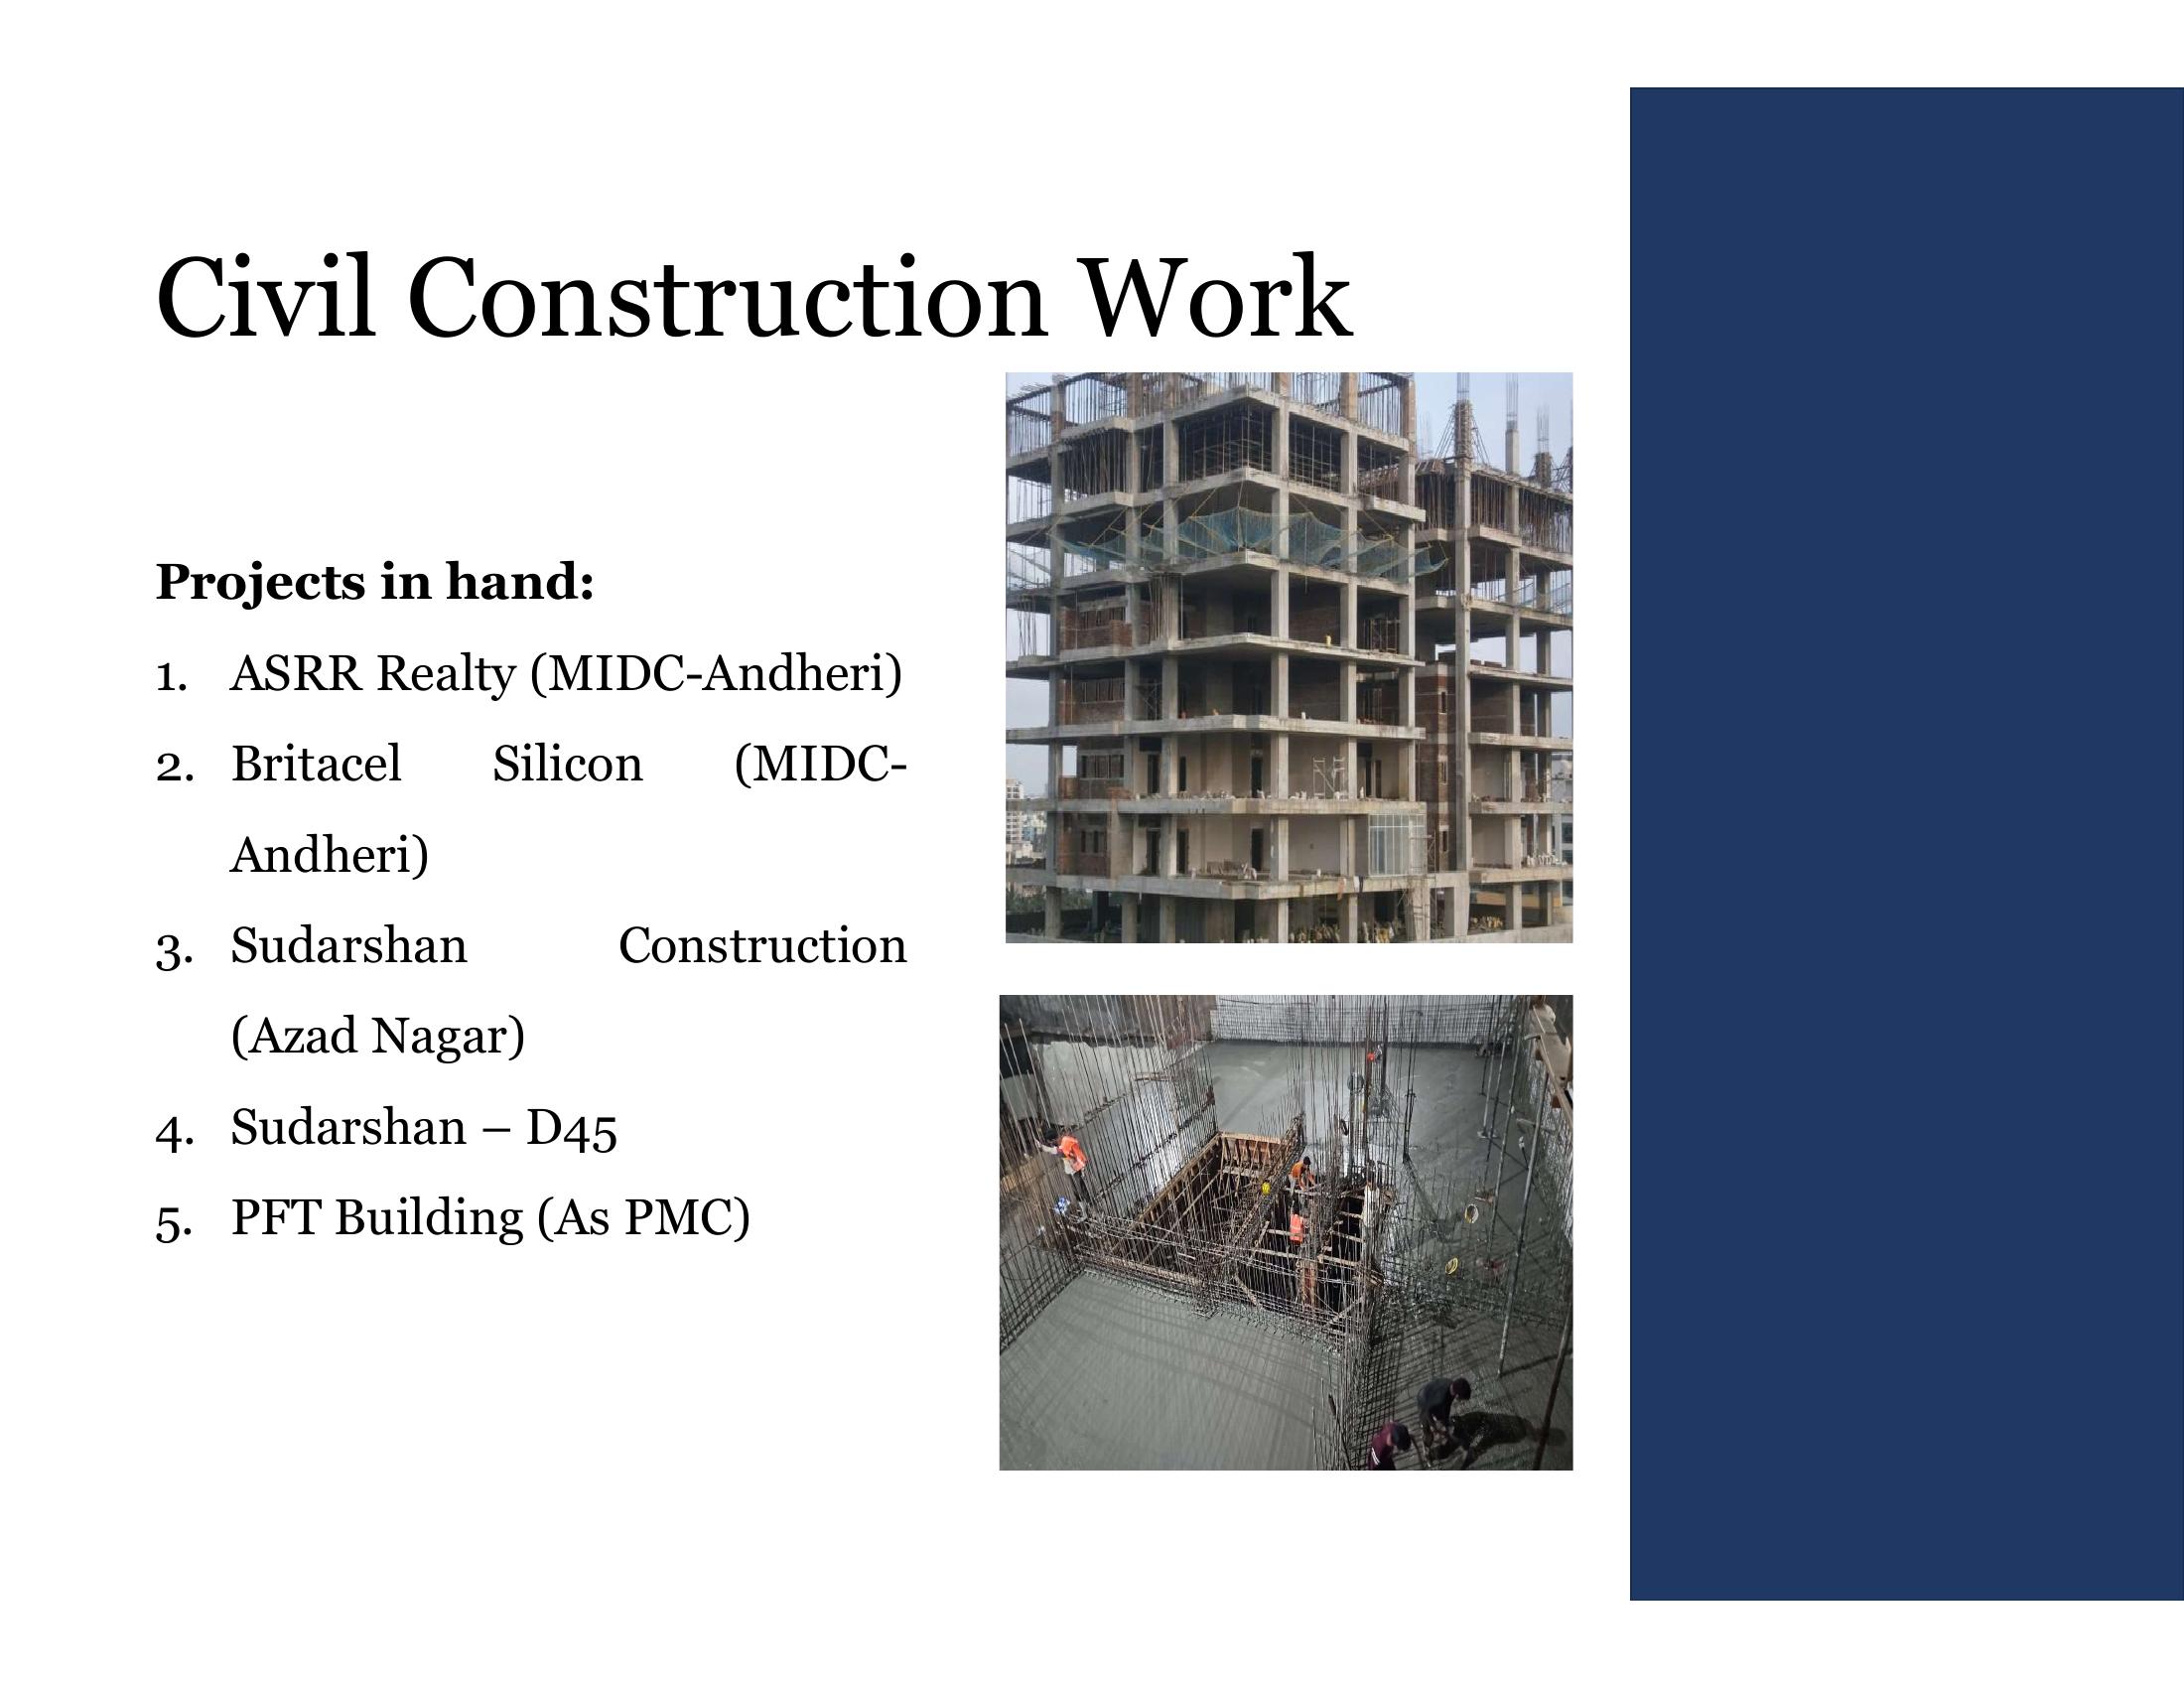 Civil Construction Work
Projects in hand:
1. ASRR Realty (MIDC-Andheri)
2. Britacel Silicon (MIDC-
Andheri)
3. Sudarshan Construction
(Azad Nagar)
4. Sudarshan – D45
5. PFT Building (As PMC)